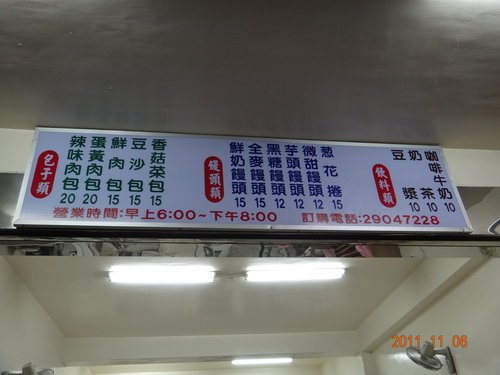 包子類
辣味肉包 20
蛋黃肉包 20
鮮肉包 15
豆沙包 15
香菇菜包 15
饅頭類
鮮奶饅頭 15
全麥饅頭 15
黑糖饅頭 12
芋頭饅頭 12
微甜饅頭 12
葱花捲 15
飲料類
豆漿 10
奶茶 10
咖啡牛奶 10
營業時間:早上6:00~下午8:00
訂購電話:29047228
2011 11 06